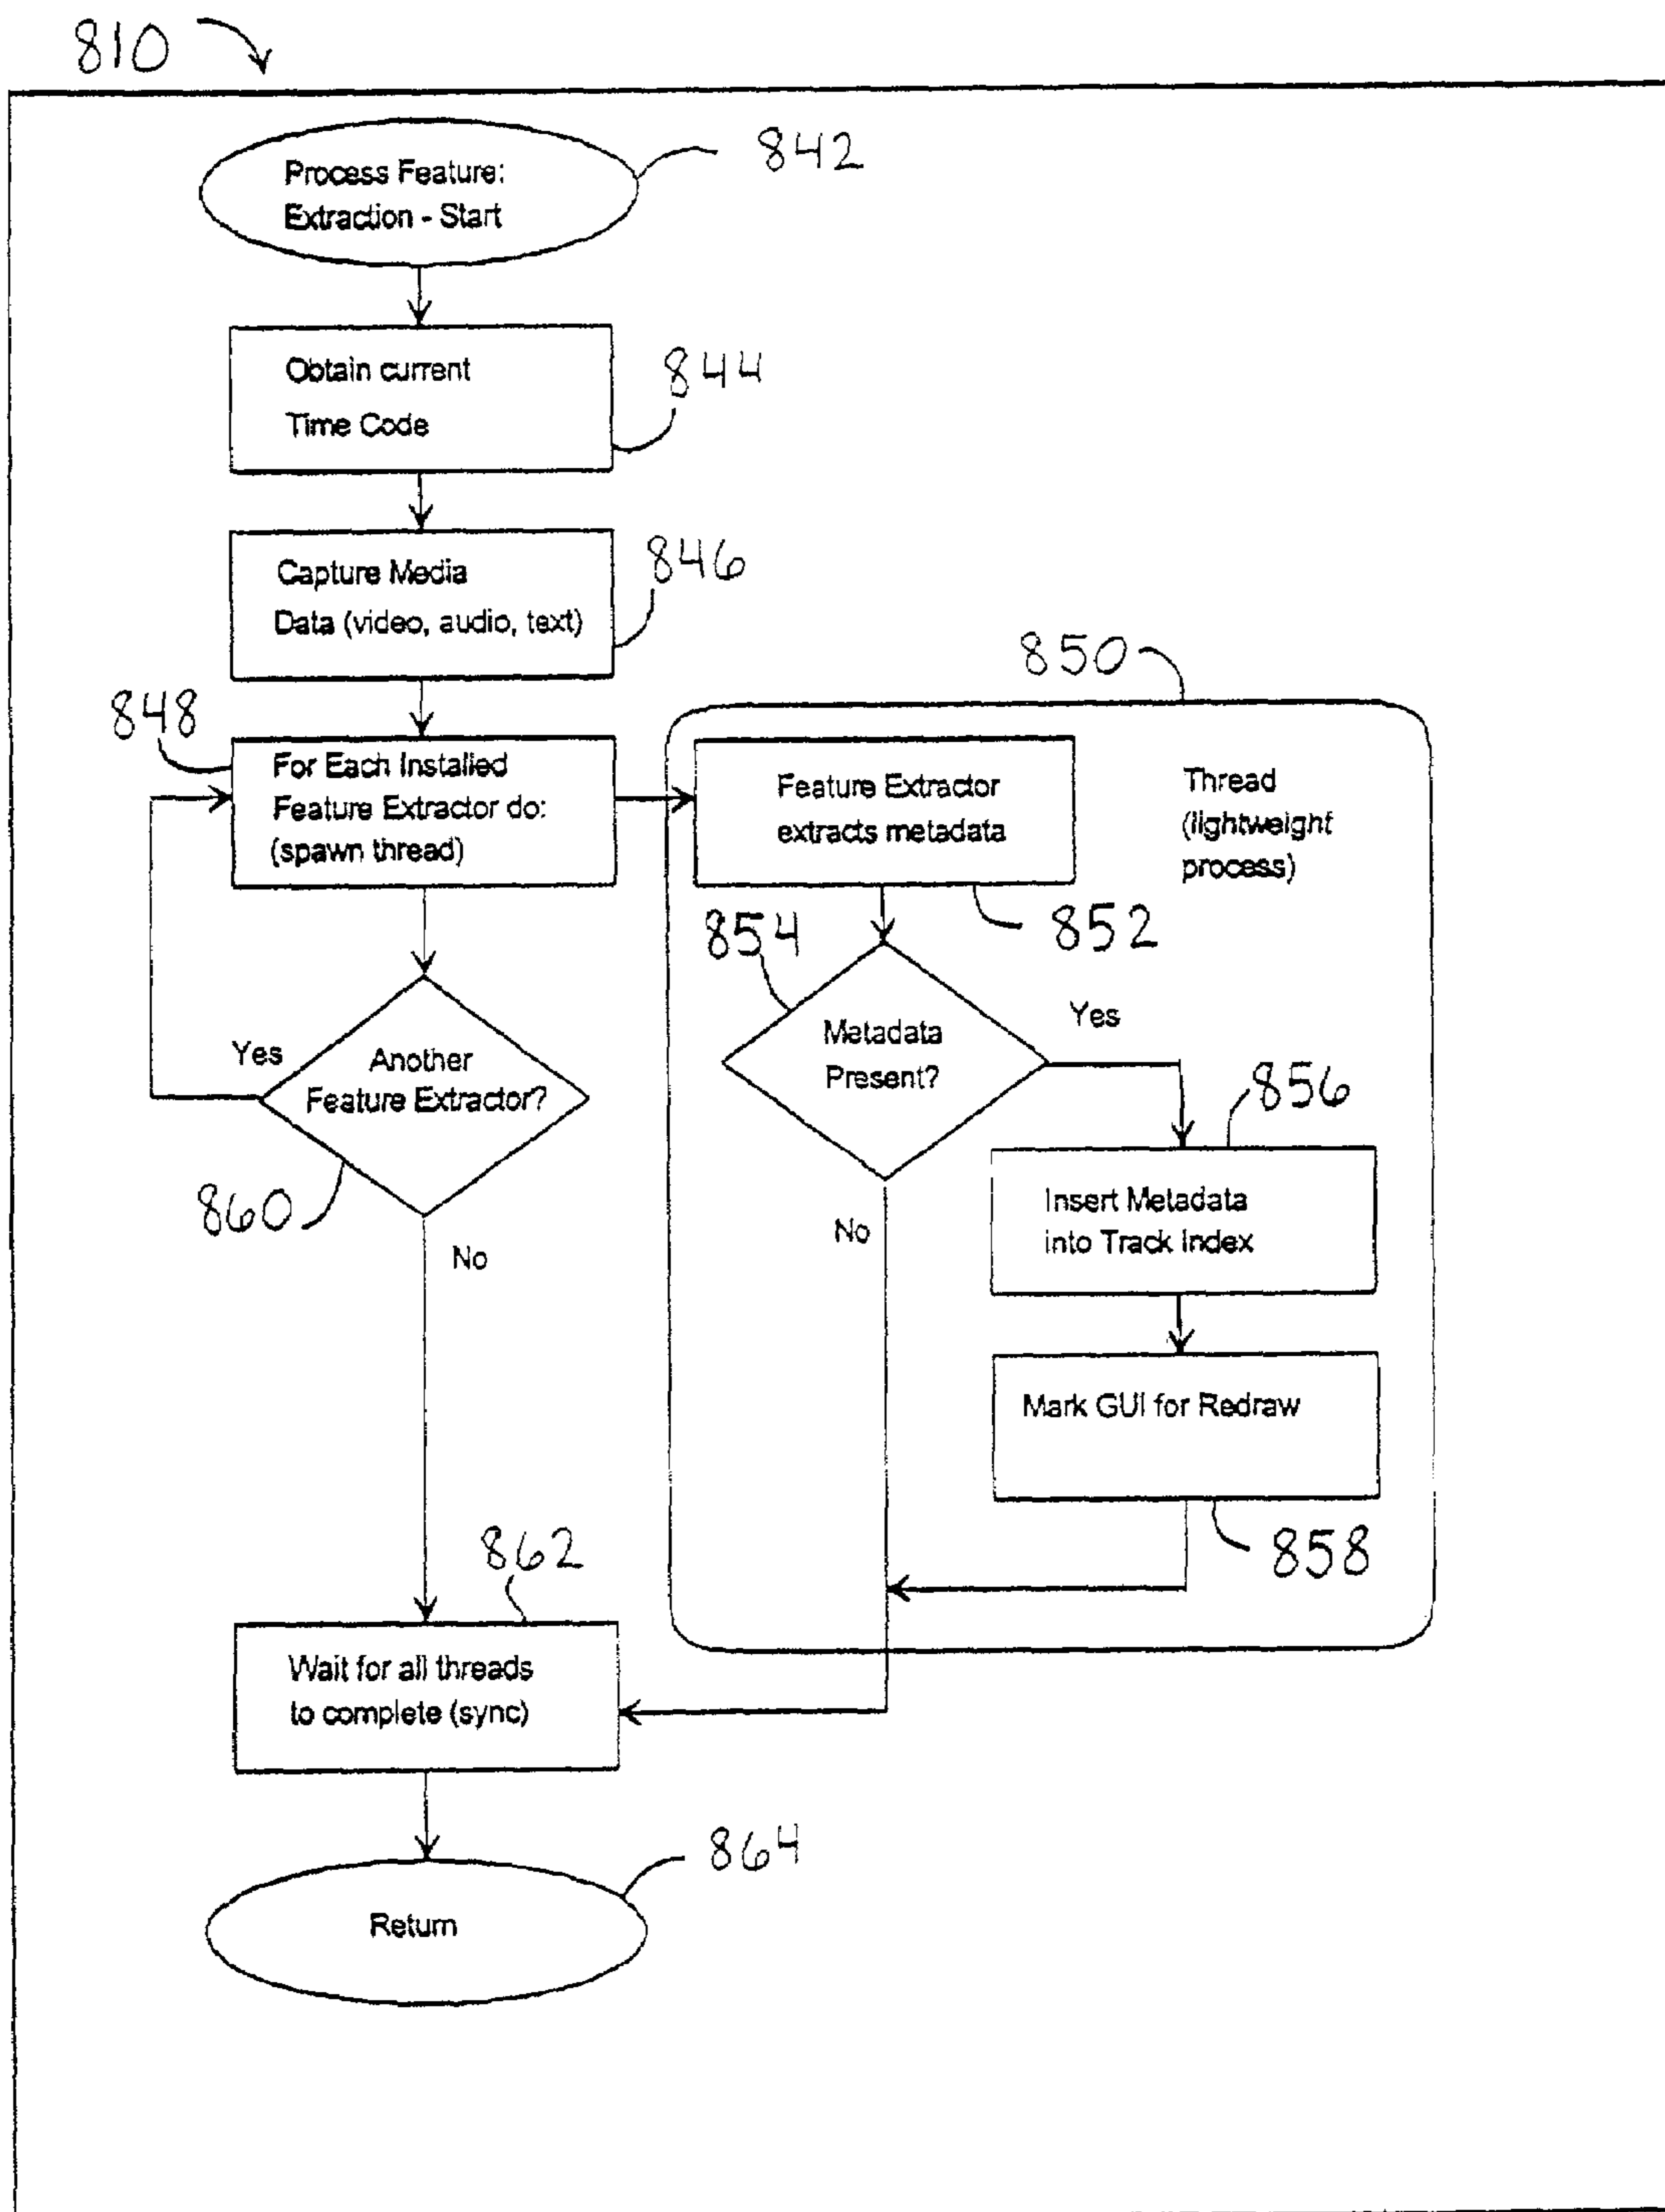 810
Process Feature:
Extraction - Start
842
Obtain current
Time Code
844
Capture Media
Data (video, audio, text)
846
848
For Each Installed
Feature Extractor do:
(spawn thread)
850
Feature Extractor
extracts metadata
Thread
(lightweight
process)
852
854
Metadata
Present?
Yes
No
856
Insert Metadata
into Track Index
Mark GUI for Redraw
858
Another
Feature Extractor?
Yes
No
860
862
Wait for all threads
to complete (sync)
864
Return